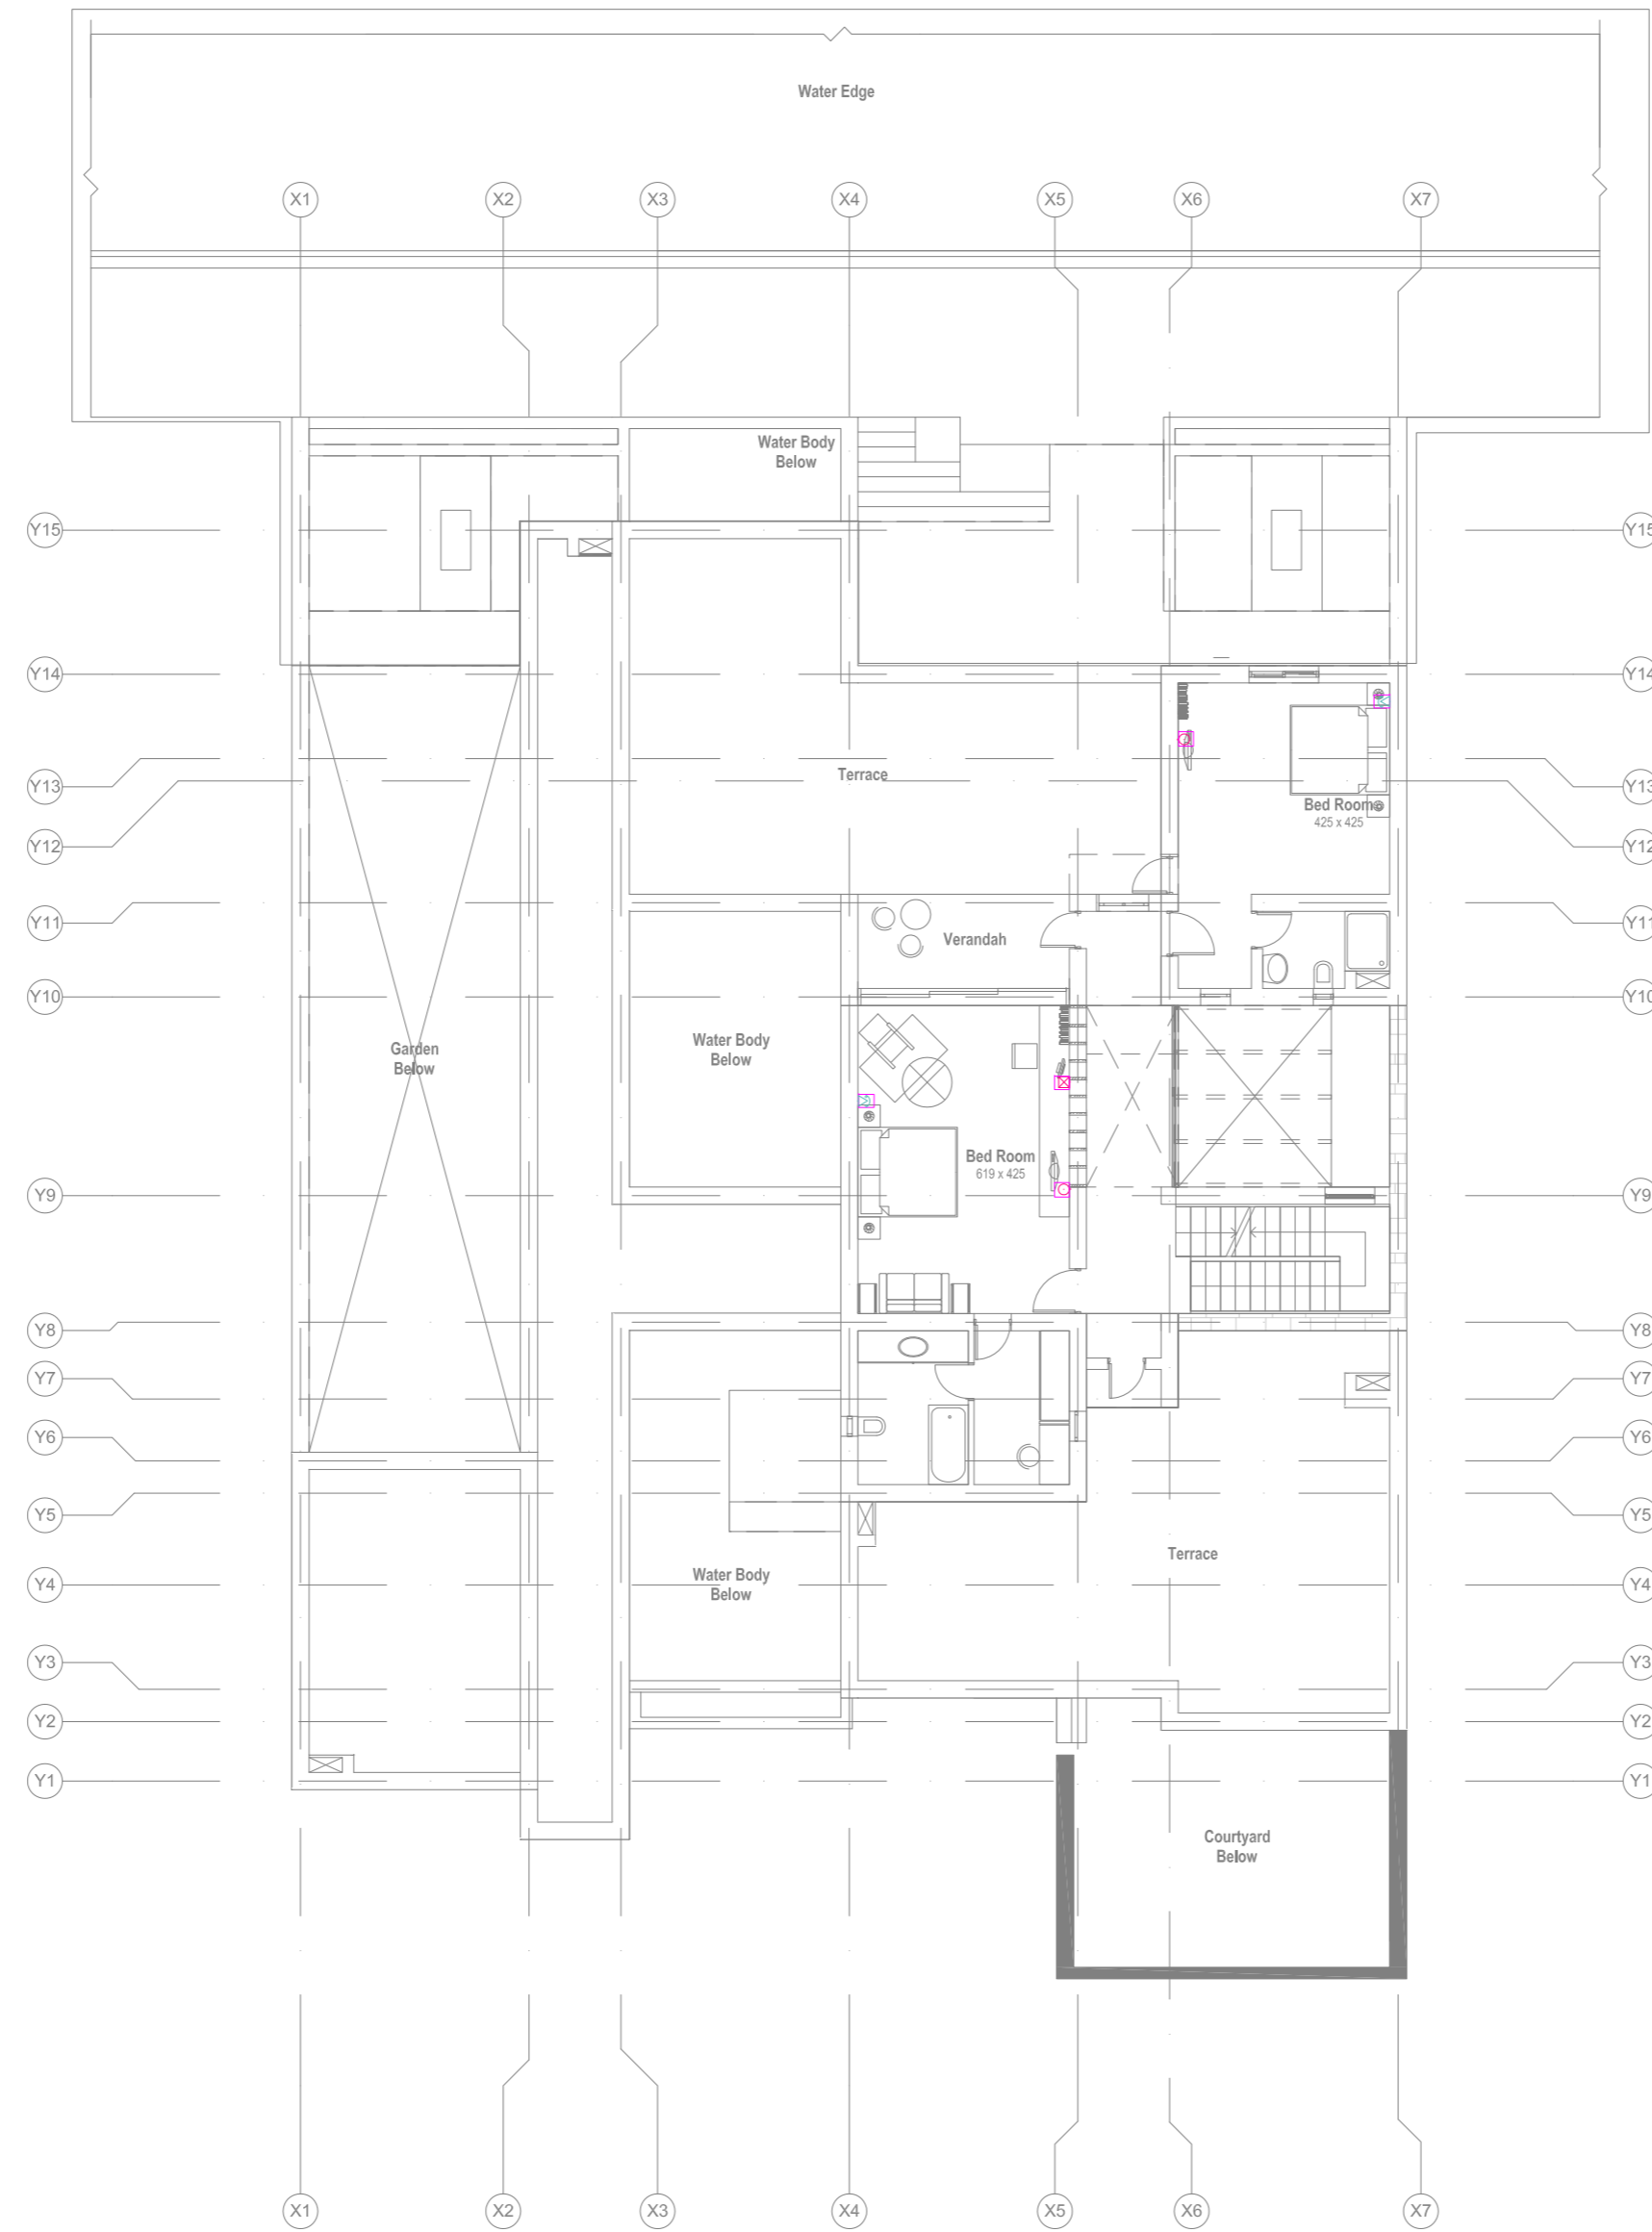 Water Edge
X1
X2
X3
X4
X5
X6
X7
Water Body
Below
Y15
Y15
Y14
Y14
Terrace
Y13
Y13
Bed Room
425 x 425
Y12
Y12
Y11
Y11
Verandah
Y10
Y10
Garden
Below
Water Body
Below
Bed Room
619 x 425
Y9
Y9
Y8
Y8
Y7
Y7
Y6
Y6
Y5
Y5
Terrace
Water Body
Below
Y4
Y4
Y3
Y3
Y2
Y2
Y1
Y1
Courtyard
Below
X1
X2
X3
X4
X5
X6
X7